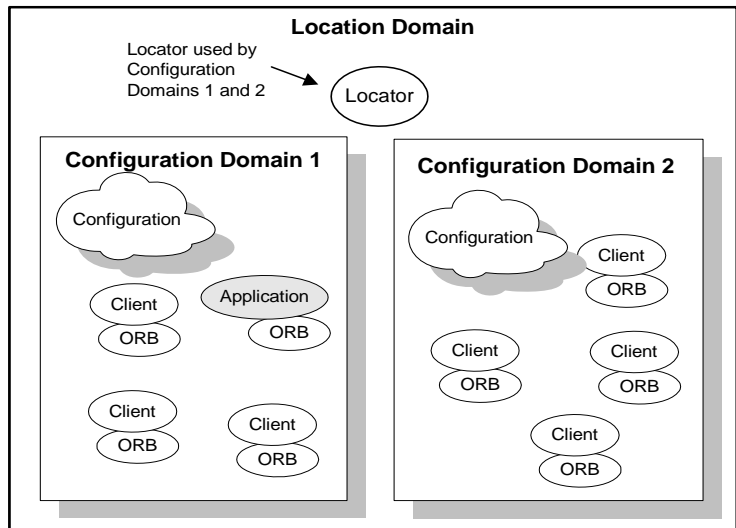 Location Domain
Locator used by
Configuration
Domains 1 and 2
Locator
Configuration Domain 1
Configuration
Client
ORB
Application
ORB
Client
ORB
Client
ORB
Configuration Domain 2
Configuration
Client
ORB
Client
ORB
Client
ORB
Client
ORB